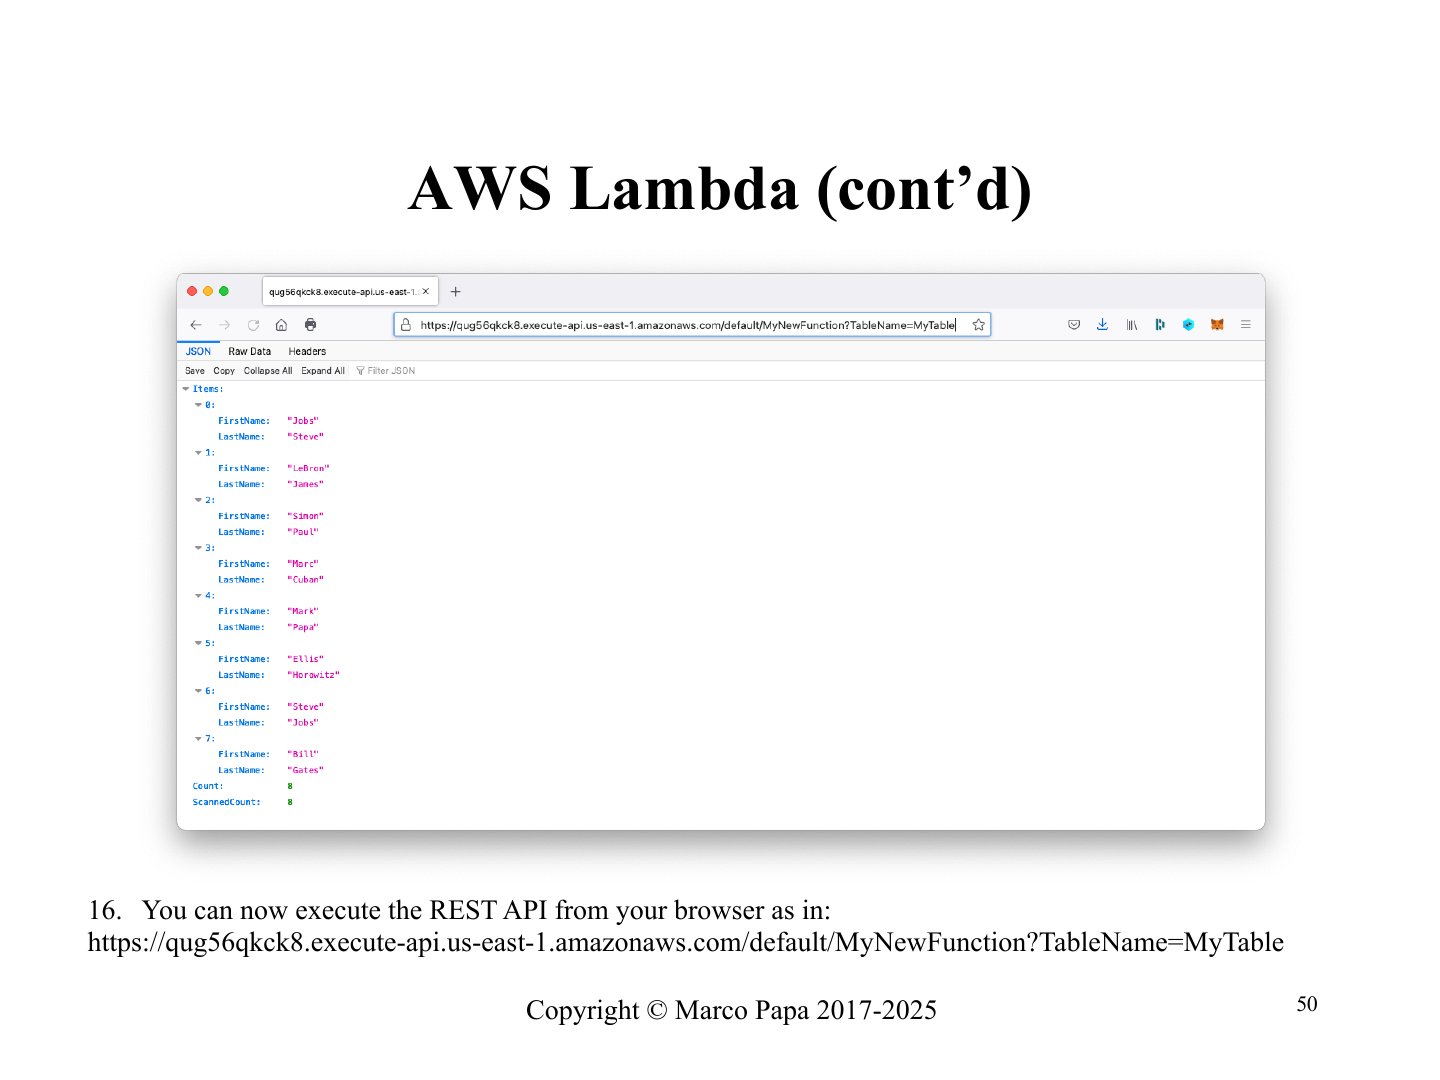 AWS Lambda (cont’d)
qug56qkck8.execute-api.us-east-1.
https://qug56qkck8.execute-api.us-east-1.amazonaws.com/default/MyNewFunction?TableName=MyTable
JSON Raw Data Headers
Save Copy Collapse All Expand All Filter JSON
Items:
0:
FirstName: "Jobs"
LastName: "Steve"
1:
FirstName: "LeBron"
LastName: "James"
2:
FirstName: "Simon"
LastName: "Paul"
3:
FirstName: "Marc"
LastName: "Cuban"
4:
FirstName: "Mark"
LastName: "Papa"
5:
FirstName: "Ellis"
LastName: "Horowitz"
6:
FirstName: "Steve"
LastName: "Jobs"
7:
FirstName: "Bill"
LastName: "Gates"
Count: 8
ScannedCount: 8
16. You can now execute the REST API from your browser as in:
https://qug56qkck8.execute-api.us-east-1.amazonaws.com/default/MyNewFunction?TableName=MyTable
Copyright © Marco Papa 2017-2025
50